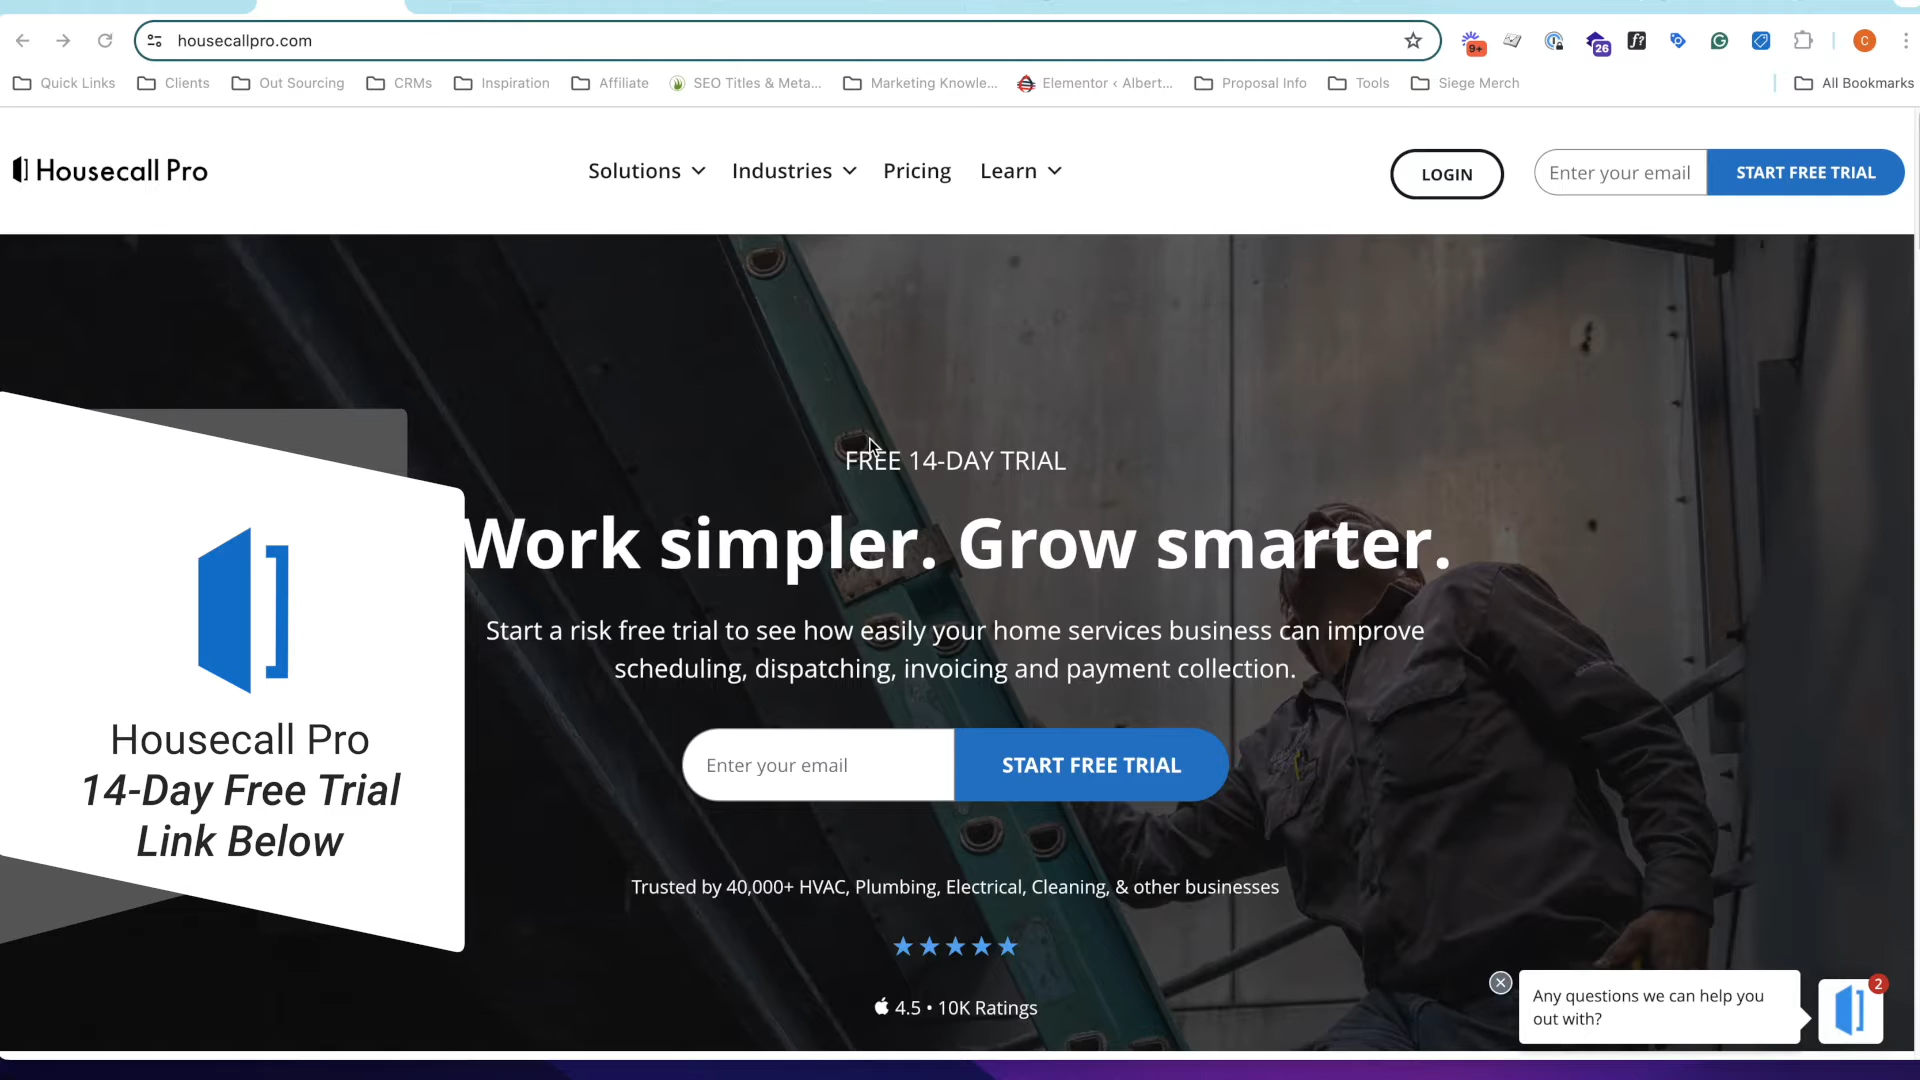 housecallpro.com
9+
26
f?
C
Quick Links
Clients
Out Sourcing
CRMs
Inspiration
Affiliate
SEO Titles & Meta...
Marketing Knowle...
Elementor ‹ Albert...
Proposal Info
Tools
Siege Merch
All Bookmarks
Housecall Pro
Solutions
Industries
Pricing
Learn
LOGIN
Enter your email
START FREE TRIAL
FREE 14-DAY TRIAL
Work simpler. Grow smarter.
Start a risk free trial to see how easily your home services business can improve
scheduling, dispatching, invoicing and payment collection.
Enter your email
START FREE TRIAL
Housecall Pro
14-Day Free Trial
Link Below
Trusted by 40,000+ HVAC, Plumbing, Electrical, Cleaning, & other businesses
4.5 • 10K Ratings
Any questions we can help you
out with?
2